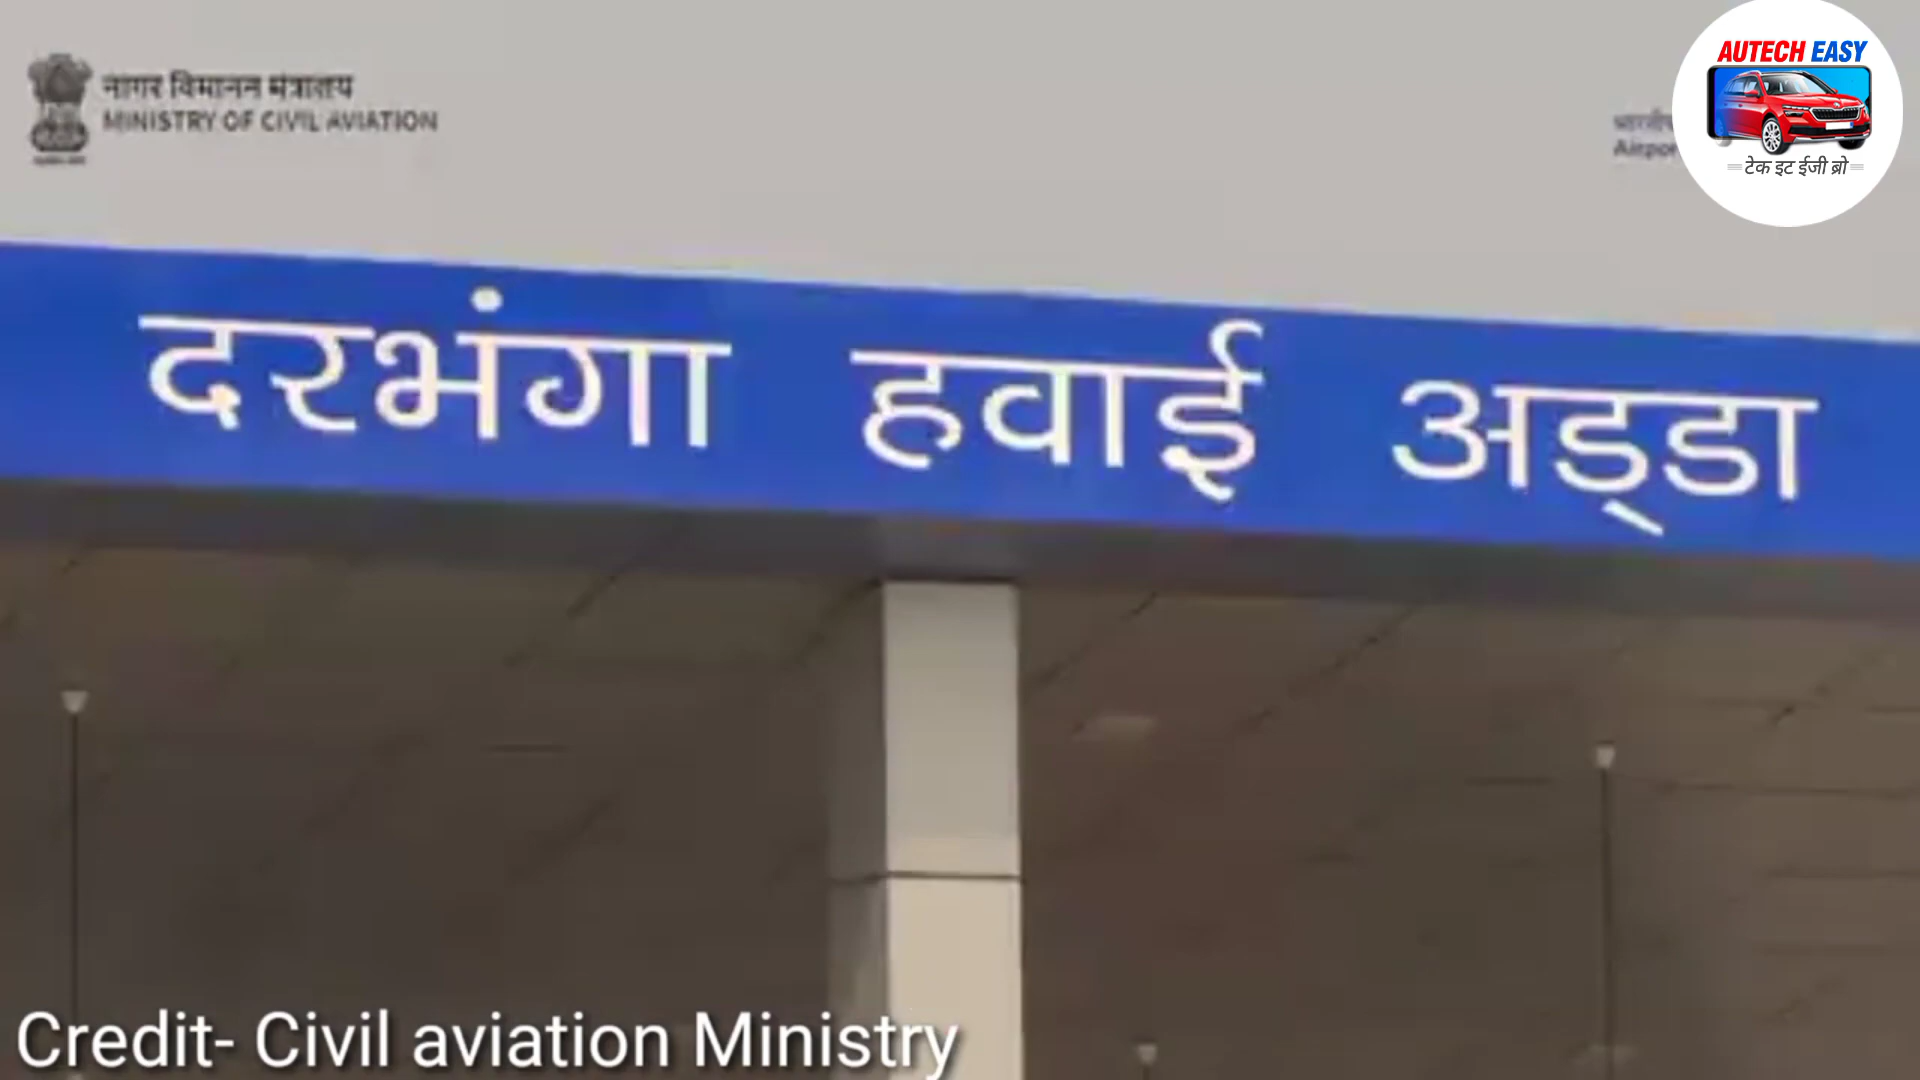 नागर विमानन मंत्रालय
MINISTRY OF CIVIL AVIATION
AUTECH EASY
टेक इट ईजी ब्रो
दरभंगा हवाई अड्डा
Credit- Civil aviation Ministry